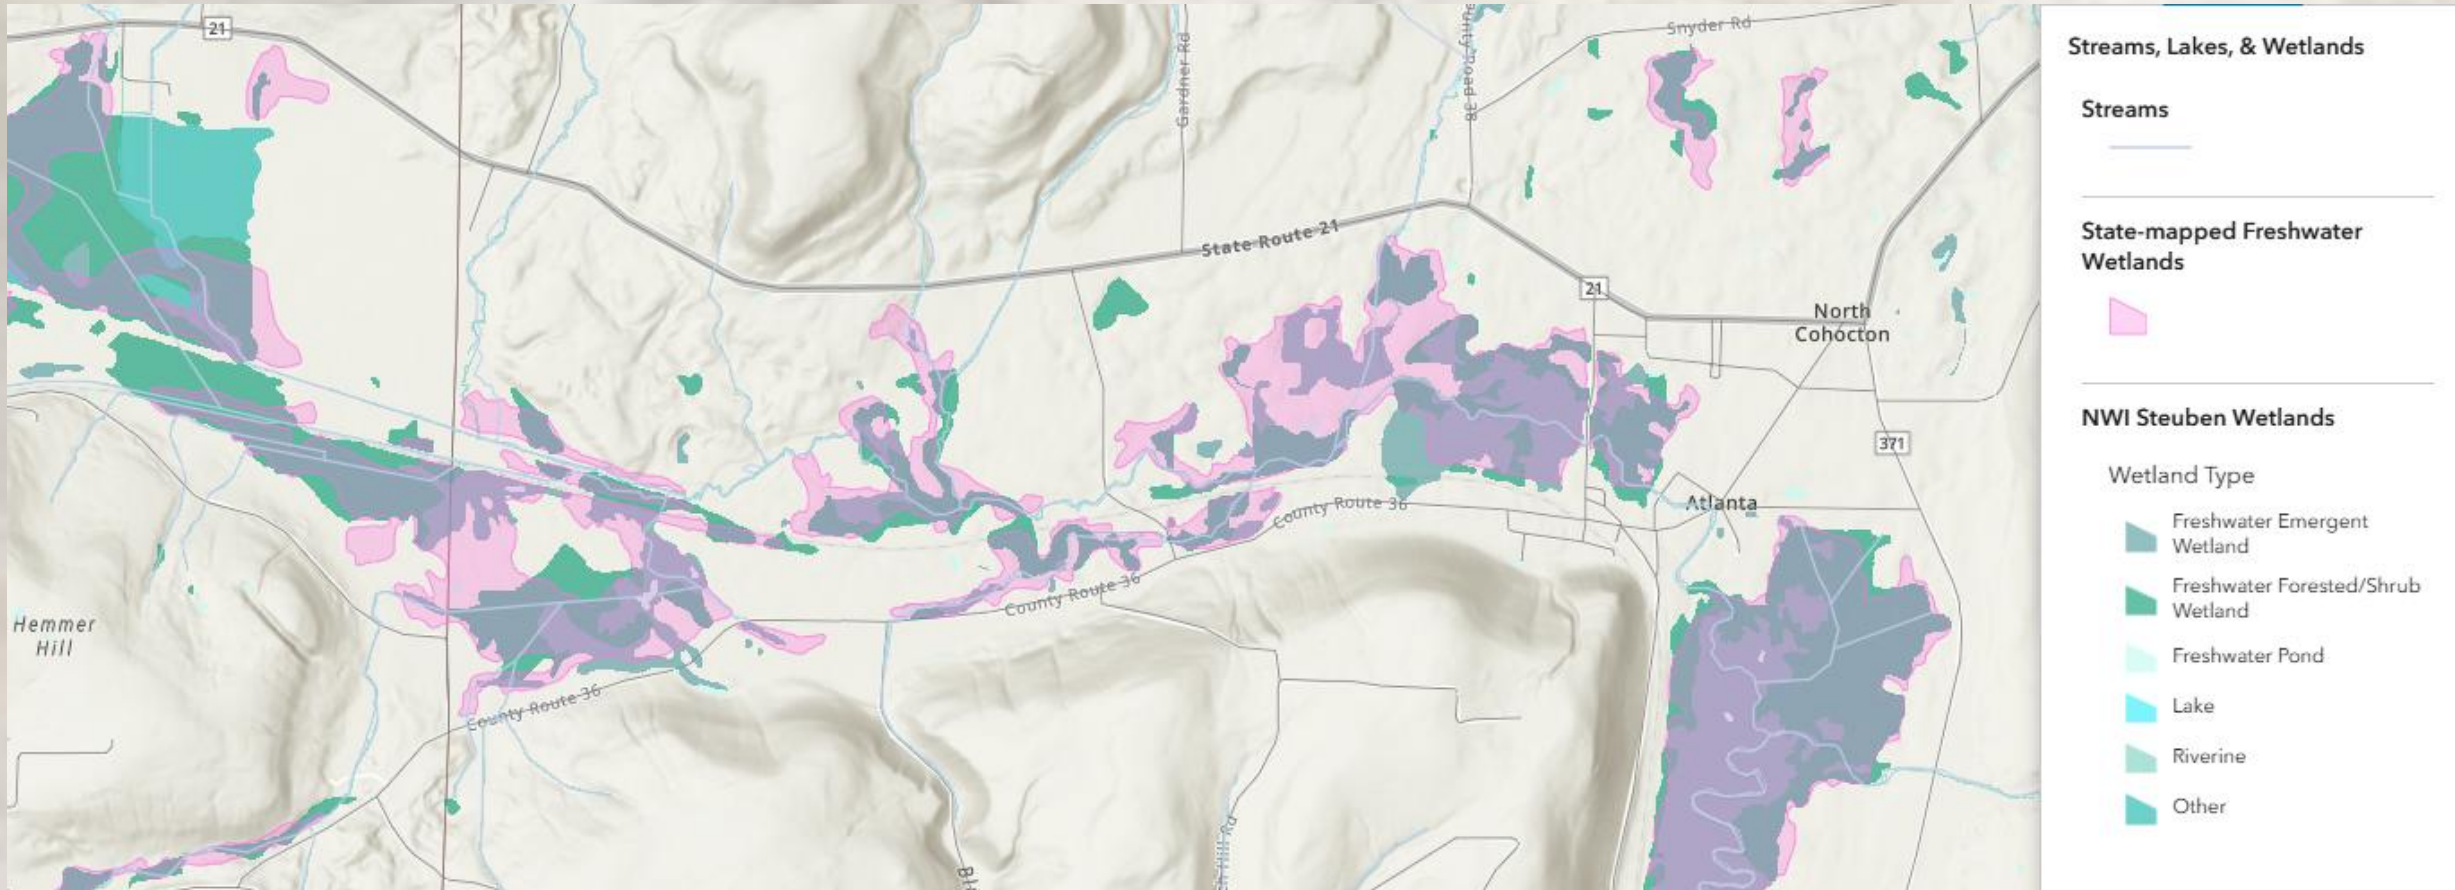 21
Gardner Rd
Snyder Rd
State Route 21
21
North
Cohocton
371
County Route 36
Atlanta
County Route 36
Hemmer
Hill
County Route 36
Streams, Lakes, & Wetlands
Streams
State-mapped Freshwater
Wetlands
NWI Steuben Wetlands
Wetland Type
Freshwater Emergent
Wetland
Freshwater Forested/Shrub
Wetland
Freshwater Pond
Lake
Riverine
Other